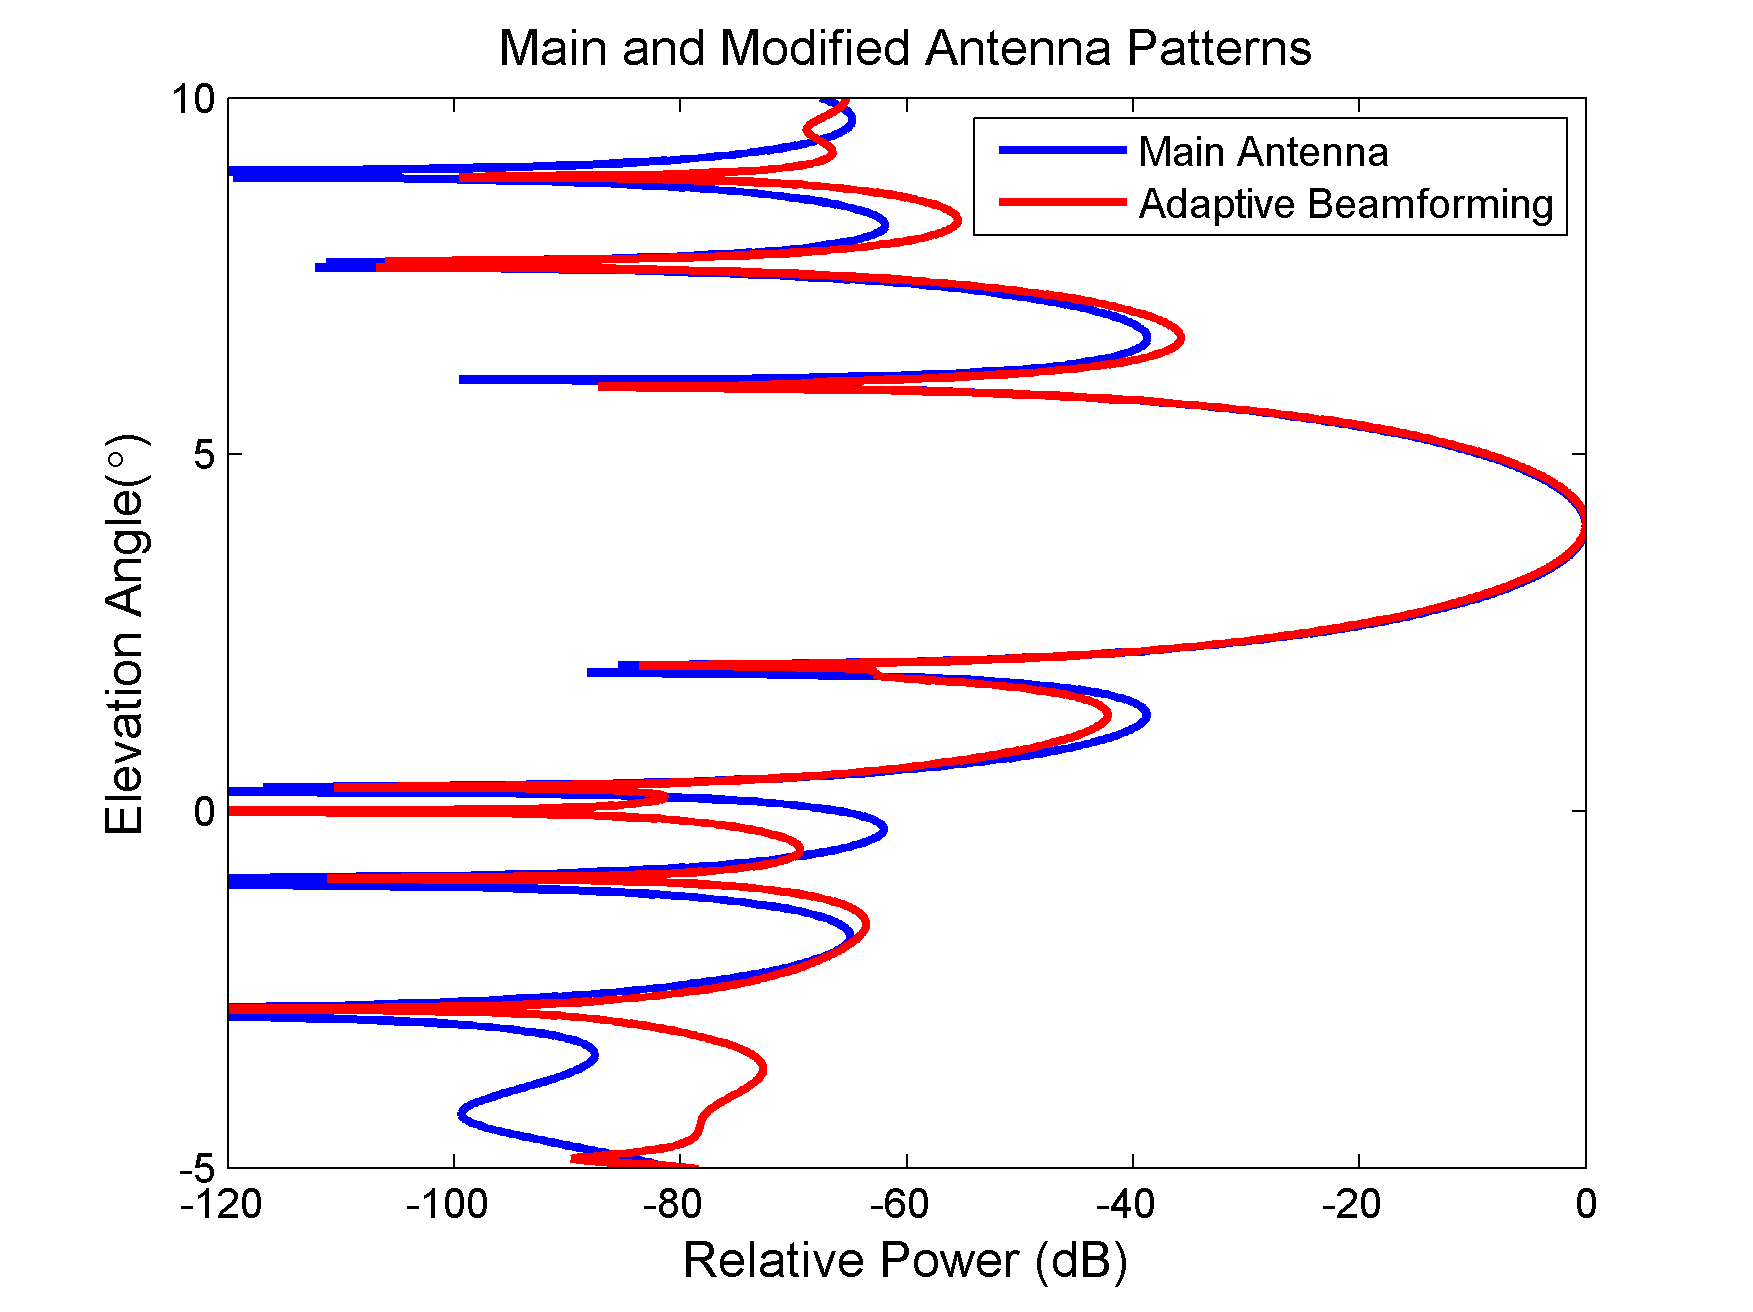 Main and Modified Antenna Patterns
10
Main Antenna
Adaptive Beamforming
5
Elevation Angle(°)
0
-5
-120 -100 -80 -60 -40 -20 0
Relative Power (dB)